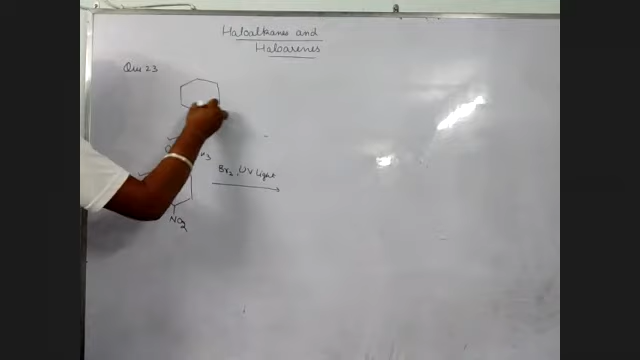 Haloalkanes and
Haloarenes
Que 23
Br₂, UV light
NO₂